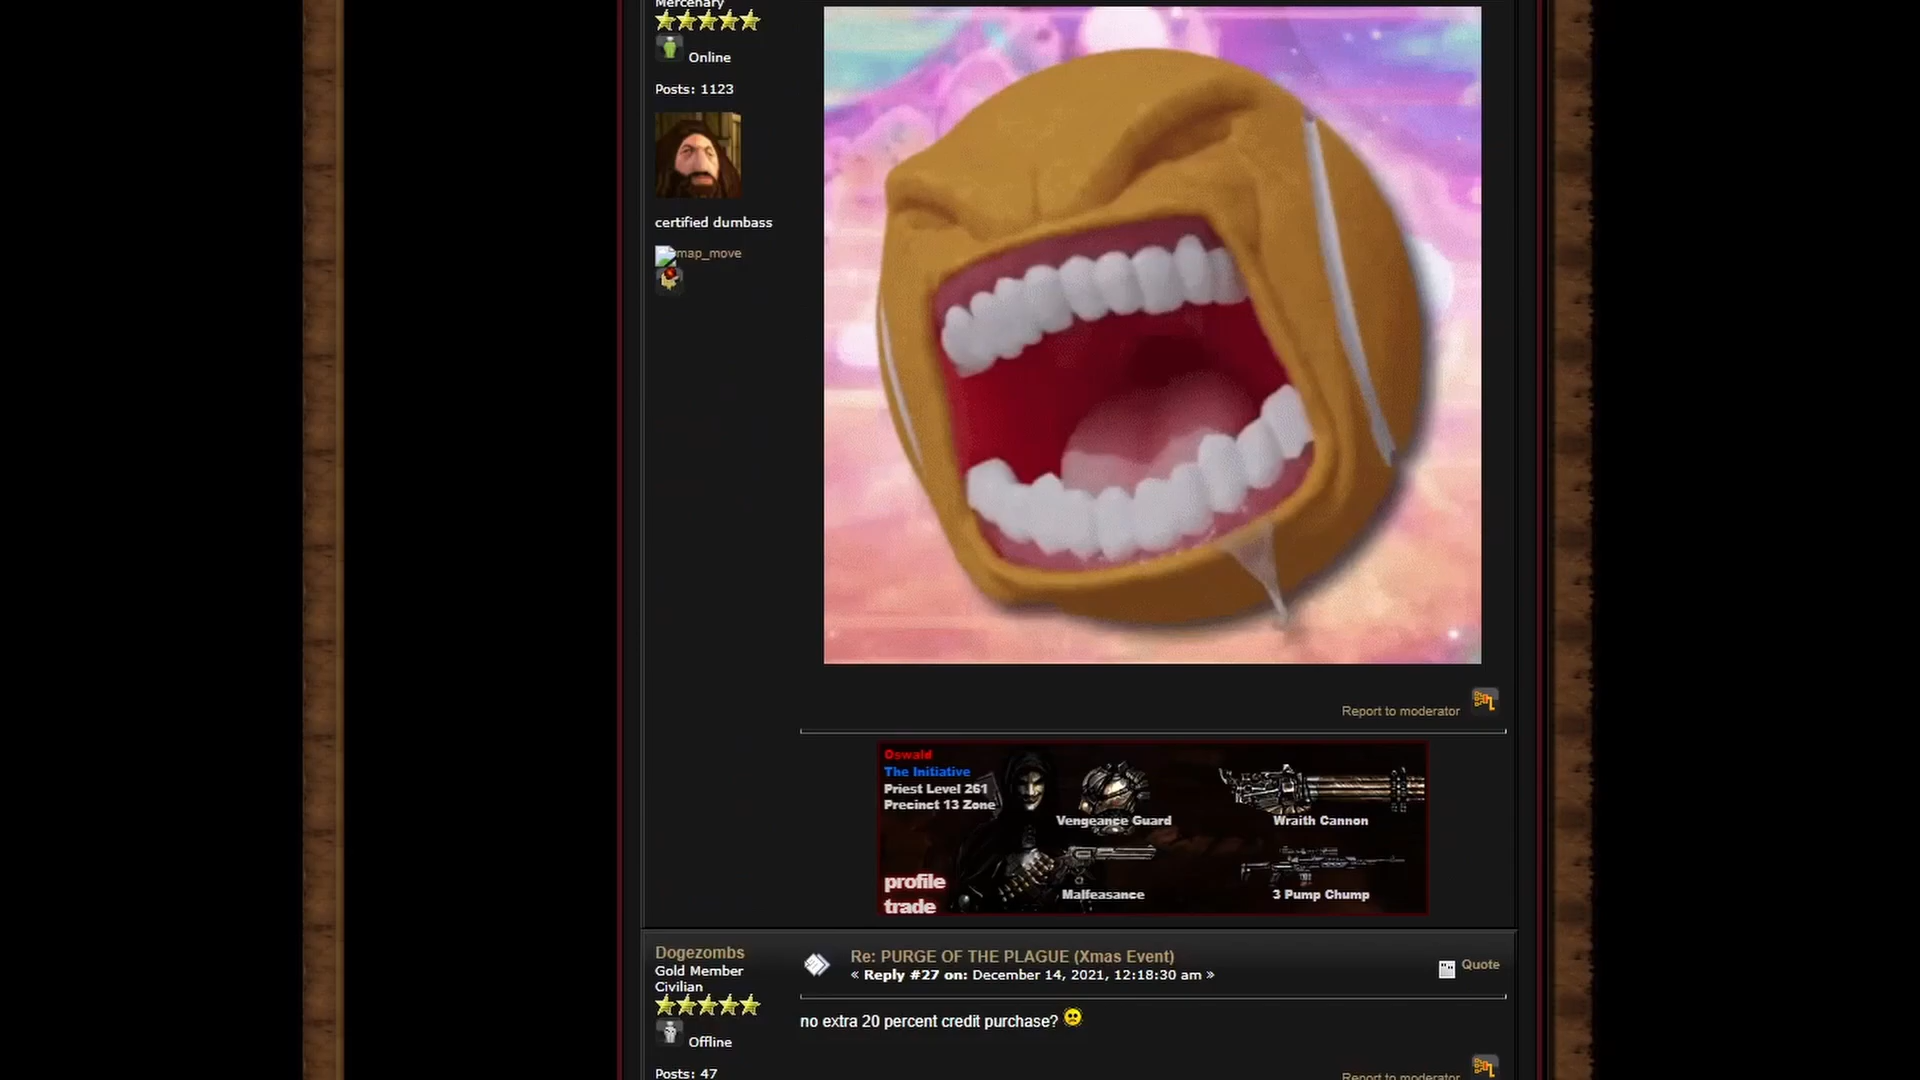 Mercenary
Online
Posts: 1123
certified dumbass
map_move
Report to moderator
Oswald
The Initiative
Priest Level 261
Precinct 13 Zone
Vengeance Guard
Wraith Cannon
Malfeasance
3 Pump Chump
profile
trade
Dogezombs
Gold Member
Civilian
Offline
Posts: 47
Re: PURGE OF THE PLAGUE (Xmas Event)
« Reply #27 on: December 14, 2021, 12:18:30 am »
Quote
no extra 20 percent credit purchase?
Report to moderator